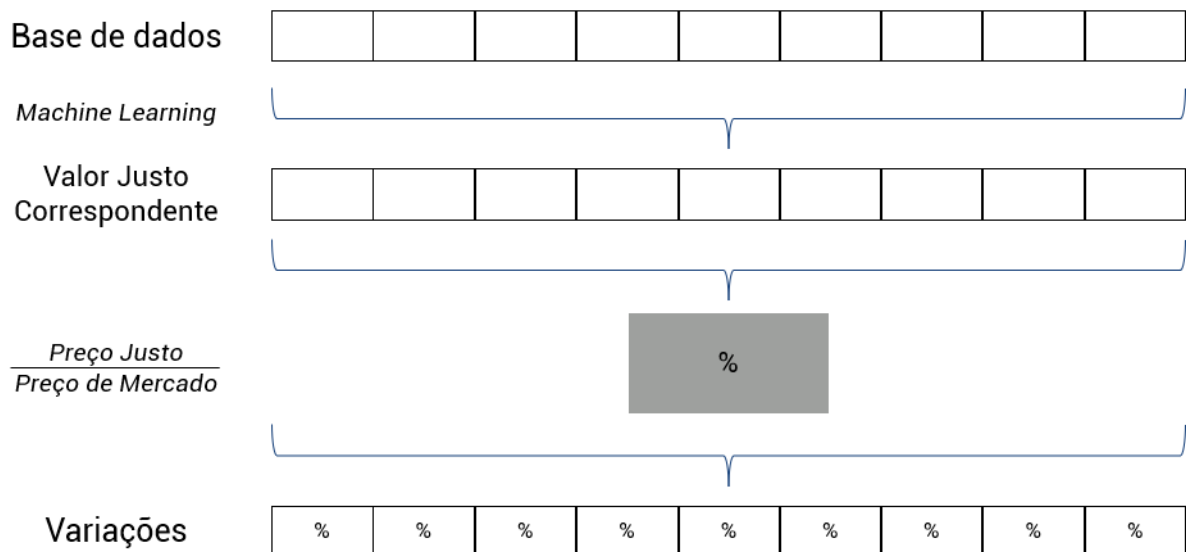 Base de dados
Machine Learning
Valor Justo
Correspondente
Preço Justo
Preço de Mercado
%
Variações
% % % % % % % % %